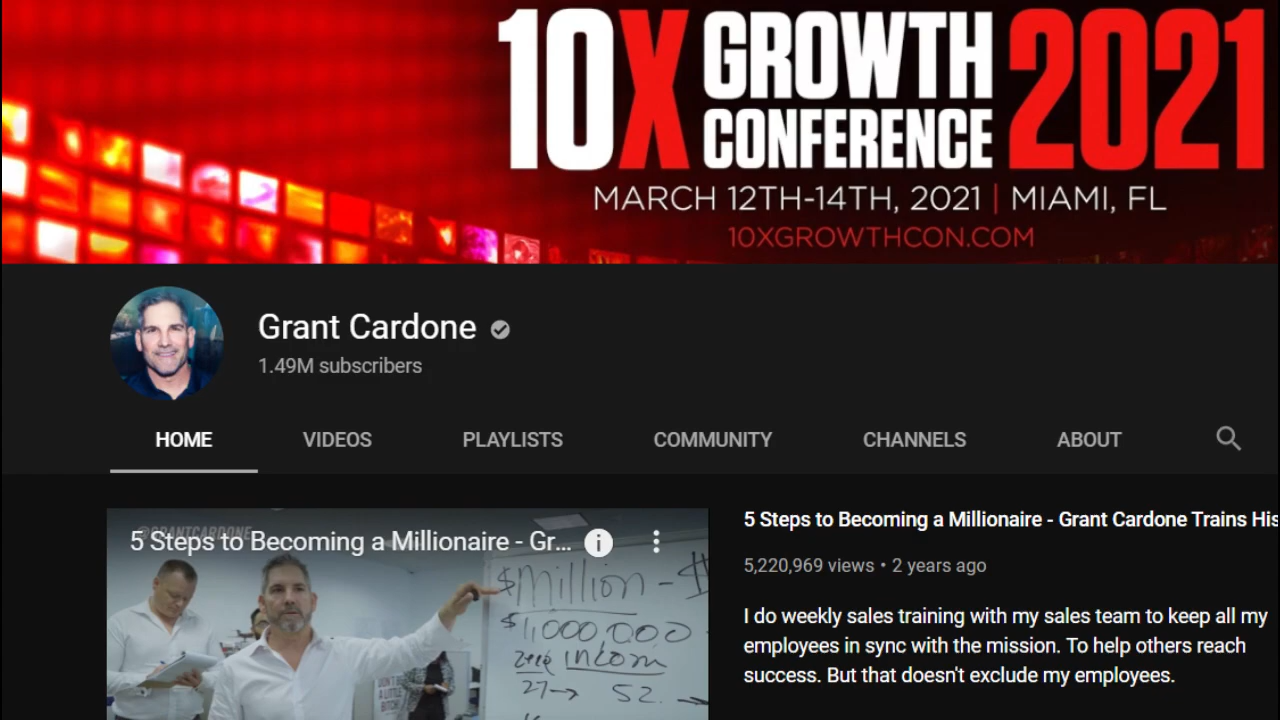 10X GROWTH CONFERENCE 2021
MARCH 12TH-14TH, 2021 | MIAMI, FL
10XGROWTHCON.COM
Grant Cardone
1.49M subscribers
HOME VIDEOS PLAYLISTS COMMUNITY CHANNELS ABOUT
@GRANTCARDONE
5 Steps to Becoming a Millionaire - Gr...
$Million - $
$1,000,000
Zero income
27→ 52
5 Steps to Becoming a Millionaire - Grant Cardone Trains His
5,220,969 views • 2 years ago
I do weekly sales training with my sales team to keep all my
employees in sync with the mission. To help others reach
success. But that doesn't exclude my employees.